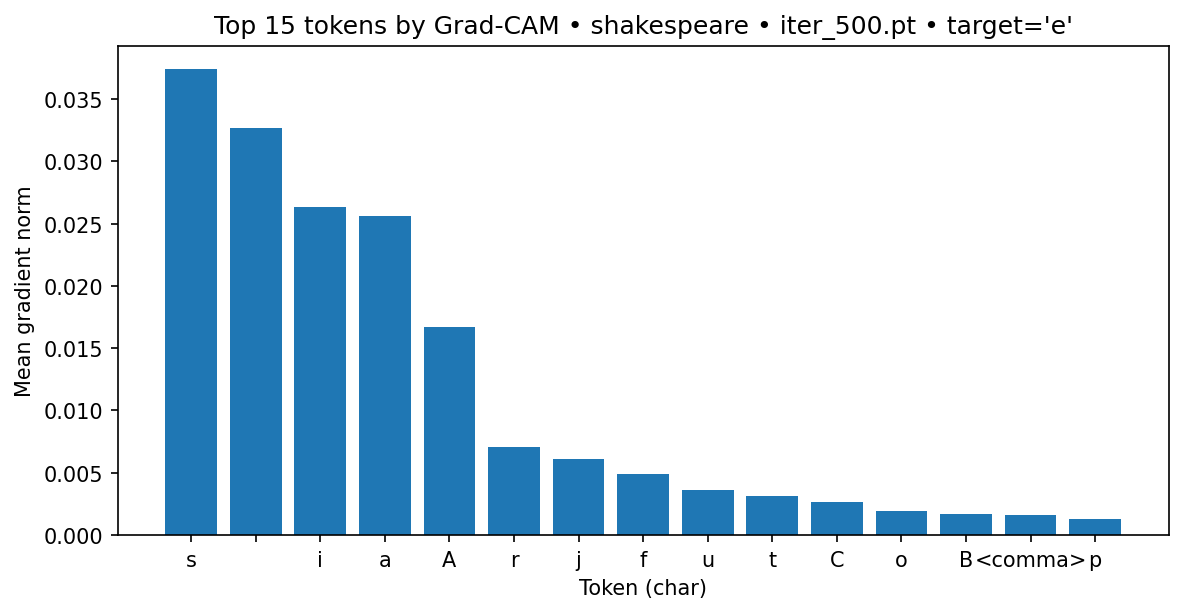 Top 15 tokens by Grad-CAM • shakespeare • iter_500.pt • target='e'
Mean gradient norm
0.035
0.030
0.025
0.020
0.015
0.010
0.005
0.000
s i a A r j f u t C o B <comma> p
Token (char)